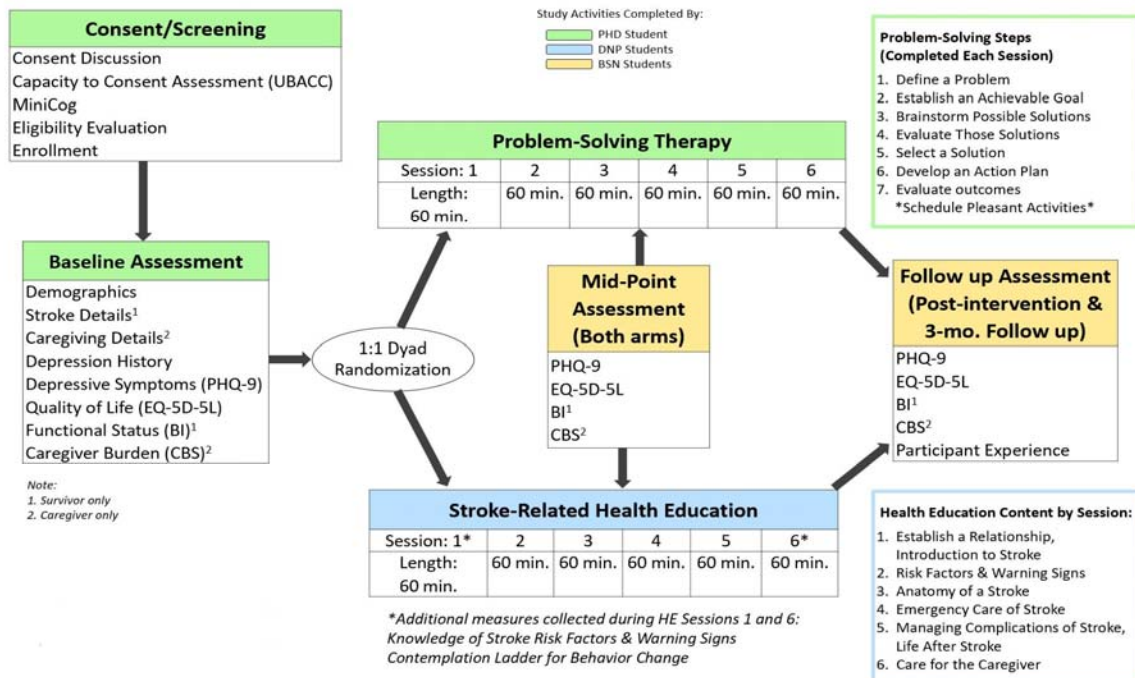 Consent/Screening
Consent Discussion
Capacity to Consent Assessment (UBACC)
MiniCog
Eligibility Evaluation
Enrollment
Study Activities Completed By:
PHD Student
DNP Students
BSN Students
Problem-Solving Steps
(Completed Each Session)
1. Define a Problem
2. Establish an Achievable Goal
3. Brainstorm Possible Solutions
4. Evaluate Those Solutions
5. Select a Solution
6. Develop an Action Plan
7. Evaluate outcomes
*Schedule Pleasant Activities*
Problem-Solving Therapy
Session: 1 2 3 4 5 6
Length: 60 min. 60 min. 60 min. 60 min. 60 min.
60 min.
Baseline Assessment
Demographics
Stroke Details¹
Caregiving Details²
Depression History
Depressive Symptoms (PHQ-9)
Quality of Life (EQ-5D-5L)
Functional Status (BI)¹
Caregiver Burden (CBS)²
Note:
1. Survivor only
2. Caregiver only
1:1 Dyad
Randomization
Mid-Point
Assessment
(Both arms)
PHQ-9
EQ-5D-5L
BI¹
CBS²
Follow up Assessment
(Post-intervention &
3-mo. Follow up)
PHQ-9
EQ-5D-5L
BI¹
CBS²
Participant Experience
Stroke-Related Health Education
Session: 1* 2 3 4 5 6*
Length: 60 min. 60 min. 60 min. 60 min. 60 min.
60 min.
*Additional measures collected during HE Sessions 1 and 6:
Knowledge of Stroke Risk Factors & Warning Signs
Contemplation Ladder for Behavior Change
Health Education Content by Session:
1. Establish a Relationship,
Introduction to Stroke
2. Risk Factors & Warning Signs
3. Anatomy of a Stroke
4. Emergency Care of Stroke
5. Managing Complications of Stroke,
Life After Stroke
6. Care for the Caregiver